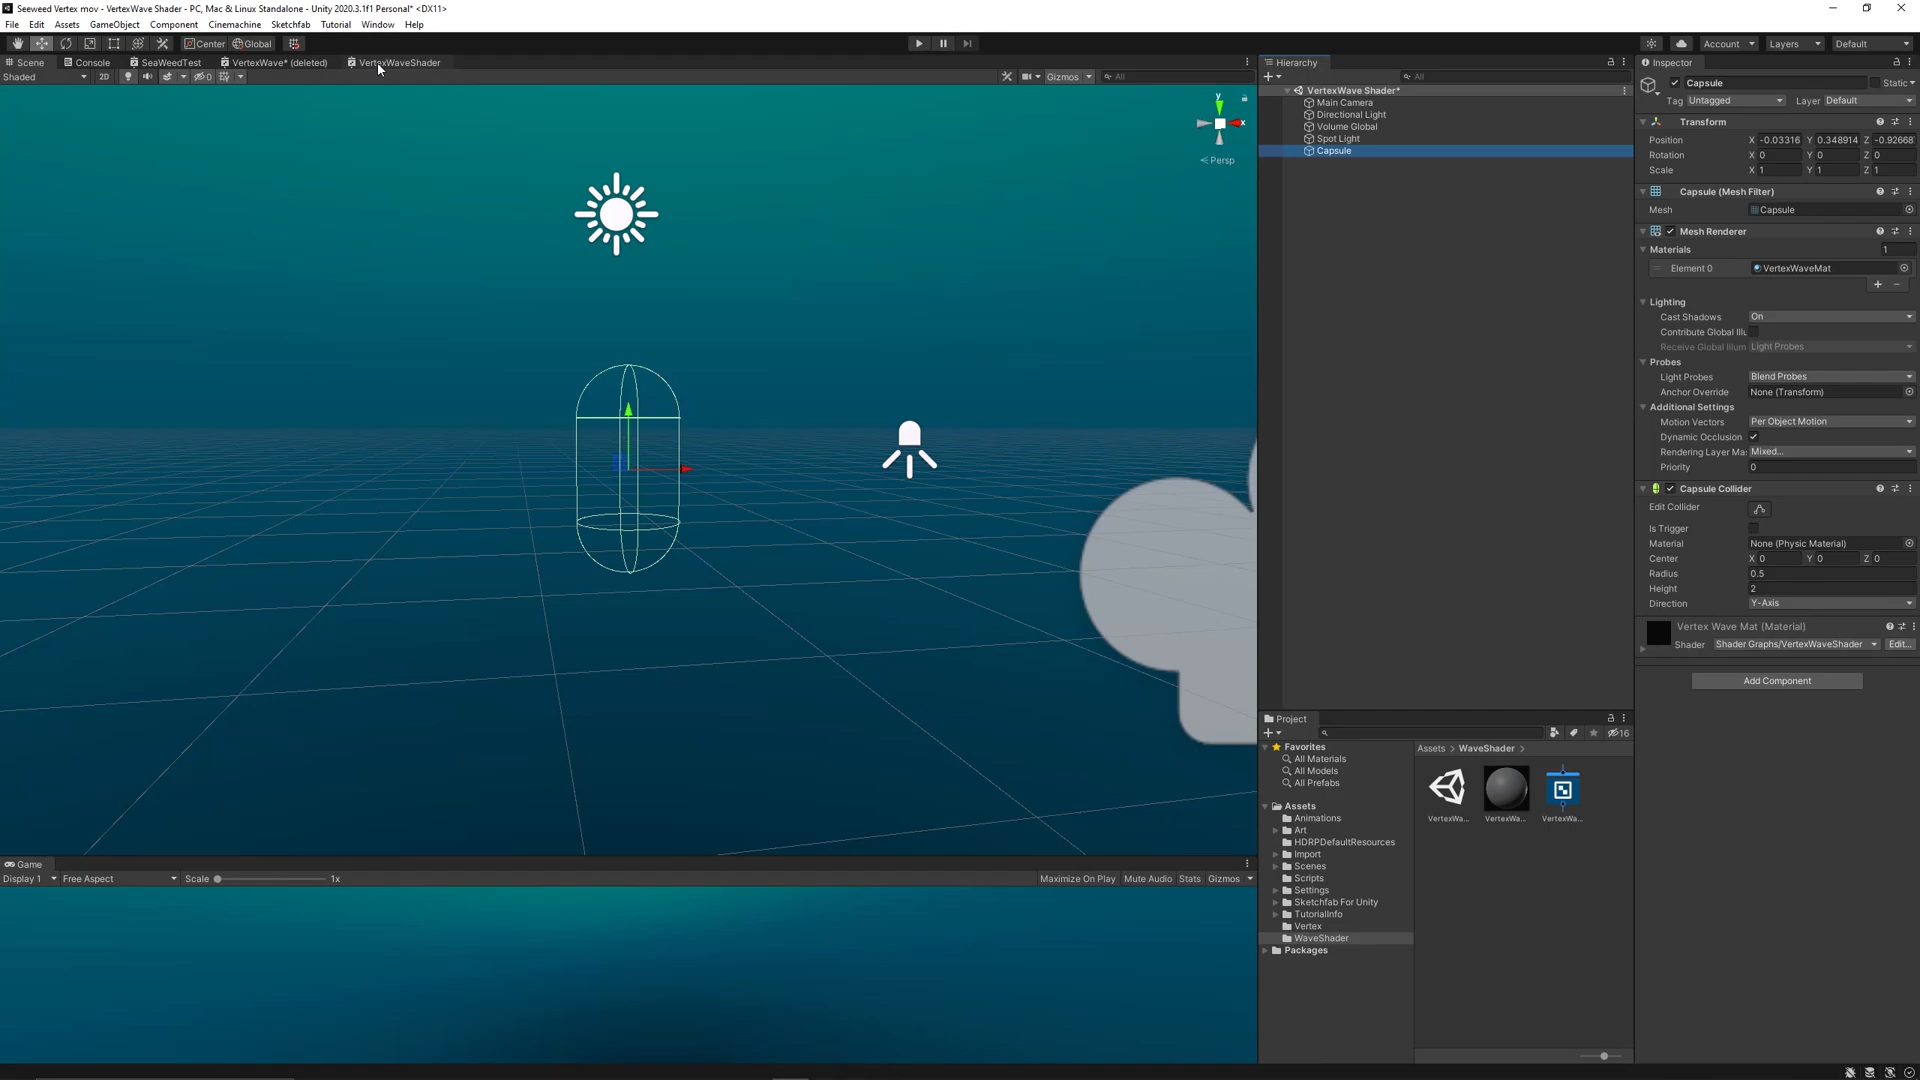 Seeweed Vertex mov - VertexWave Shader - PC, Mac & Linux Standalone - Unity 2020.3.1f1 Personal* <DX11>
File Edit Assets GameObject Component Cinemachine Sketchfab Tutorial Window Help
Center Global Account Layers Default
Scene Console SeaWeedTest VertexWave* (deleted) VertexWaveShader
Shaded 2D 0 Gizmos All
y
x
Persp
Hierarchy
All
VertexWave Shader*
Main Camera
Directional Light
Volume Global
Spot Light
Capsule
Inspector
Capsule Static
Tag Untagged Layer Default
Transform
Position X -0.03316 Y 0.348914 Z -0.92668
Rotation X 0 Y 0 Z 0
Scale X 1 Y 1 Z 1
Capsule (Mesh Filter)
Mesh Capsule
Mesh Renderer
Materials 1
Element 0 VertexWaveMat
Lighting
Cast Shadows On
Contribute Global Illu
Receive Global Illum Light Probes
Probes
Light Probes Blend Probes
Anchor Override None (Transform)
Additional Settings
Motion Vectors Per Object Motion
Dynamic Occlusion
Rendering Layer Mas Mixed...
Priority 0
Capsule Collider
Edit Collider
Is Trigger
Material None (Physic Material)
Center X 0 Y 0 Z 0
Radius 0.5
Height 2
Direction Y-Axis
Vertex Wave Mat (Material)
Shader Shader Graphs/VertexWaveShader Edit...
Add Component
Project
16
Favorites
All Materials
All Models
All Prefabs
Assets
Animations
Art
HDRPDefaultResources
Import
Scenes
Scripts
Settings
Sketchfab For Unity
TutorialInfo
Vertex
WaveShader
Packages
Assets > WaveShader >
VertexWa... VertexWa... VertexWa...
Game
Display 1 Free Aspect Scale 1x Maximize On Play Mute Audio Stats Gizmos